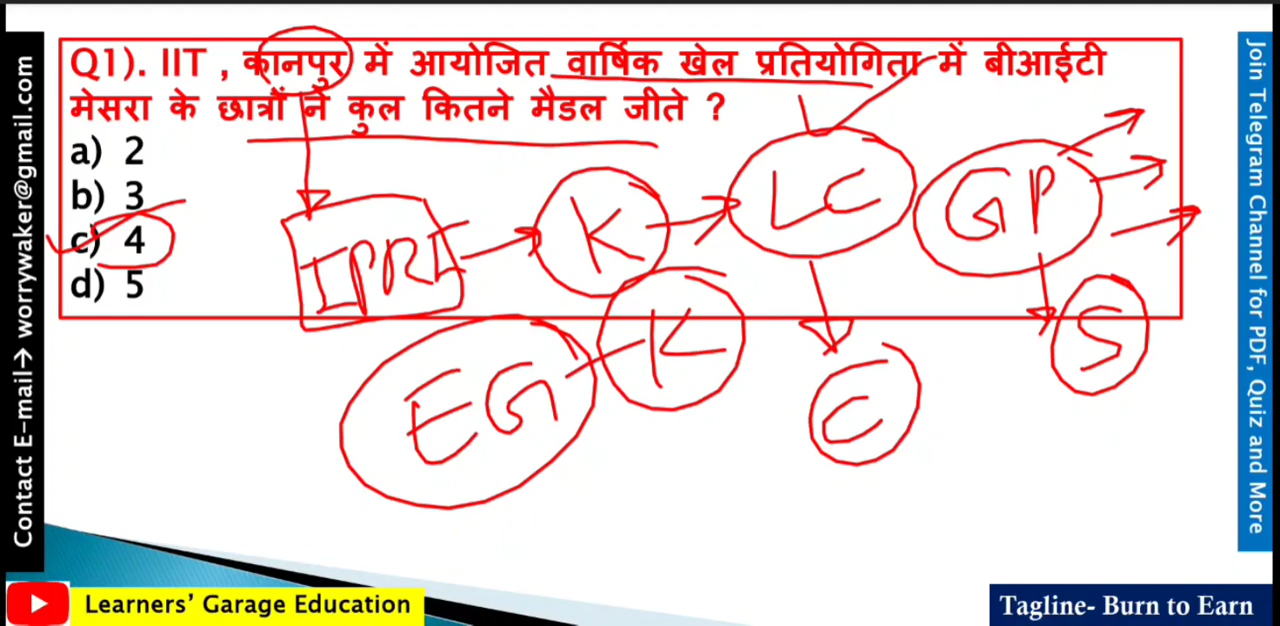 Q1). IIT , कानपुर में आयोजित वार्षिक खेल प्रतियोगिता में बीआईटी
मेसरा के छात्रों ने कुल कितने मैडल जीते ?
a) 2
b) 3
c) 4
d) 5
IPRI
K
LC
GP
EG
K
C
S
Contact E-mail→ worrywaker@gmail.com
Join Telegram Channel for PDF, Quiz and More
Learners' Garage Education
Tagline- Burn to Earn